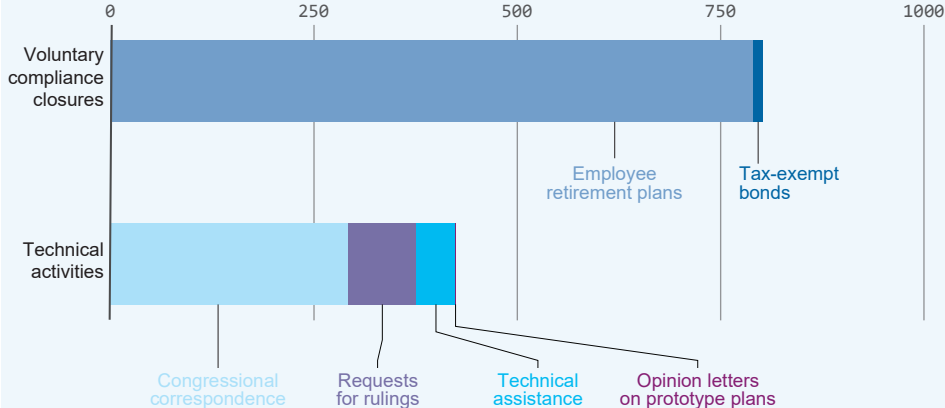 0 250 500 750 1000
Voluntary
compliance
closures
Employee
retirement plans
Tax-exempt
bonds
Technical
activities
Congressional
correspondence
Requests
for rulings
Technical
assistance
Opinion letters
on prototype plans